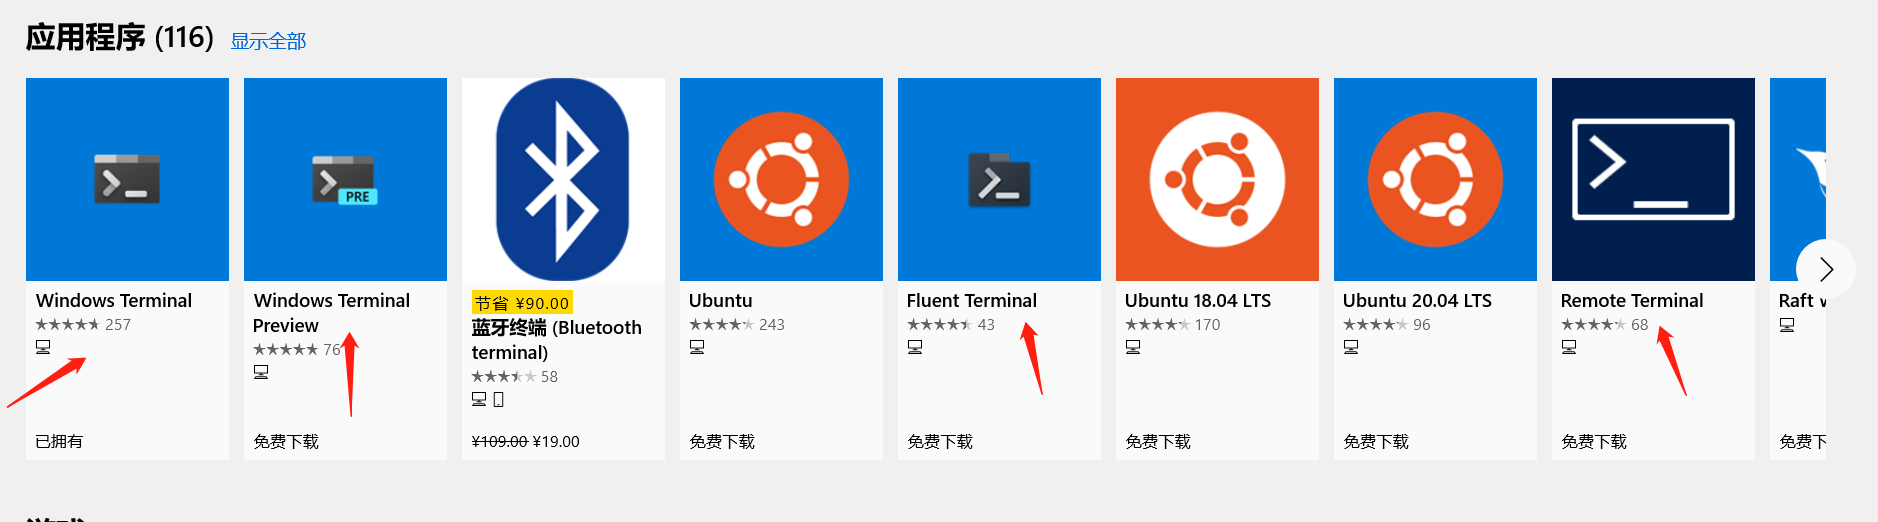 应用程序 (116) 显示全部
PRE
Windows Terminal
257
已拥有
Windows Terminal
Preview
76
免费下载
节省 ¥90.00
蓝牙终端 (Bluetooth
terminal)
58
¥109.00 ¥19.00
Ubuntu
243
免费下载
Fluent Terminal
43
免费下载
Ubuntu 18.04 LTS
170
免费下载
Ubuntu 20.04 LTS
96
免费下载
Remote Terminal
68
免费下载
Raft
免费下